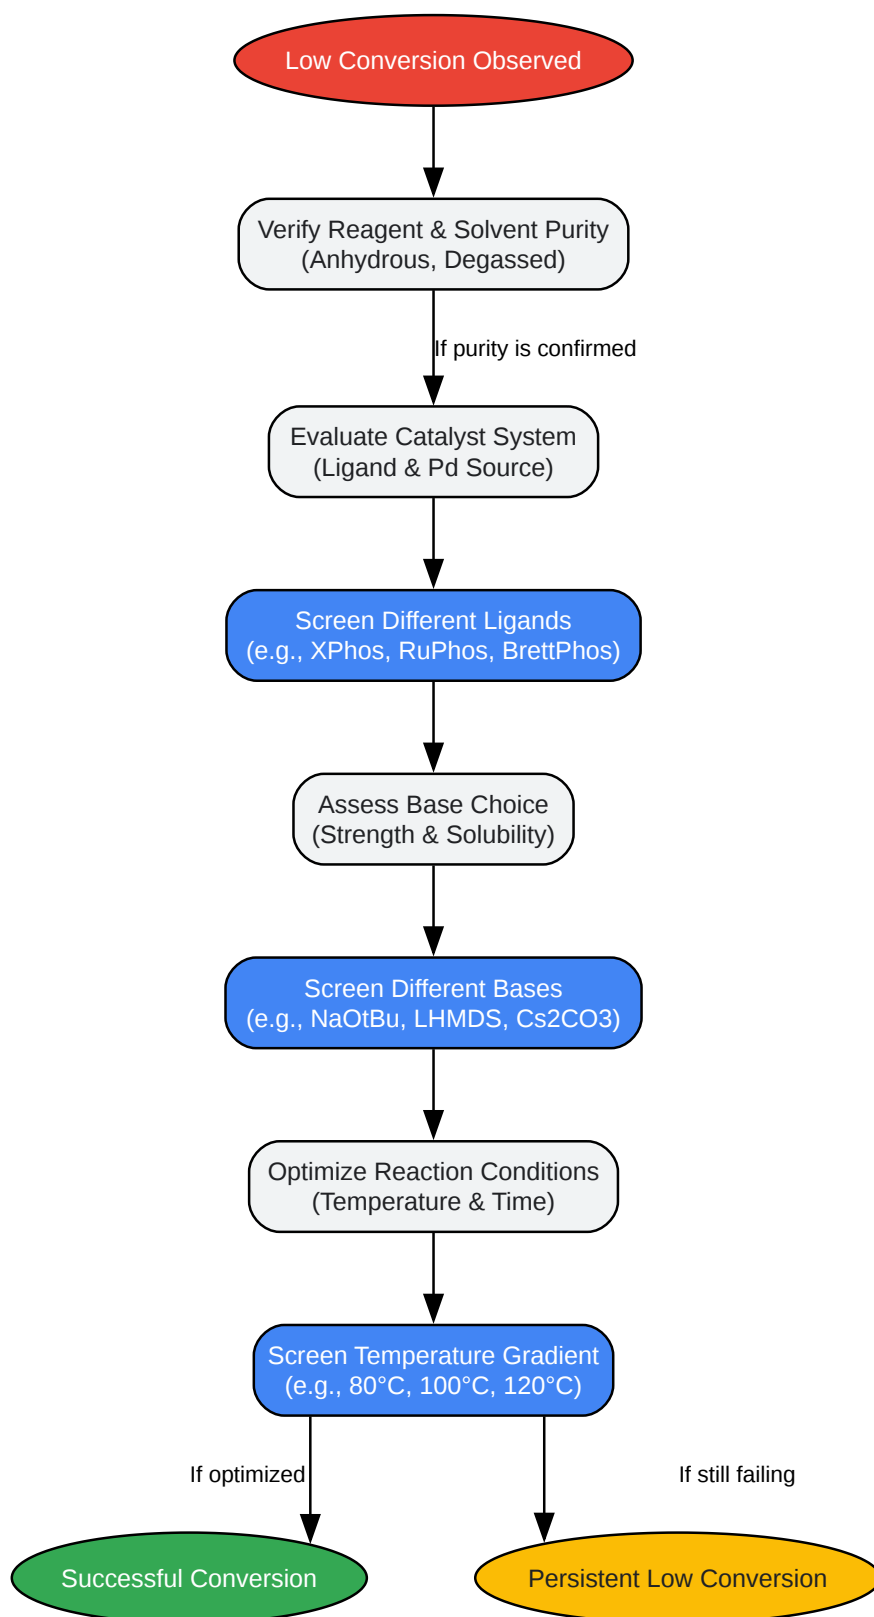 Low Conversion Observed
Verify Reagent & Solvent Purity
(Anhydrous, Degassed)
If purity is confirmed
Evaluate Catalyst System
(Ligand & Pd Source)
Screen Different Ligands
(e.g., XPhos, RuPhos, BrettPhos)
Assess Base Choice
(Strength & Solubility)
Screen Different Bases
(e.g., NaOtBu, LHMDS, Cs2CO3)
Optimize Reaction Conditions
(Temperature & Time)
Screen Temperature Gradient
(e.g., 80°C, 100°C, 120°C)
If optimized
If still failing
Successful Conversion
Persistent Low Conversion